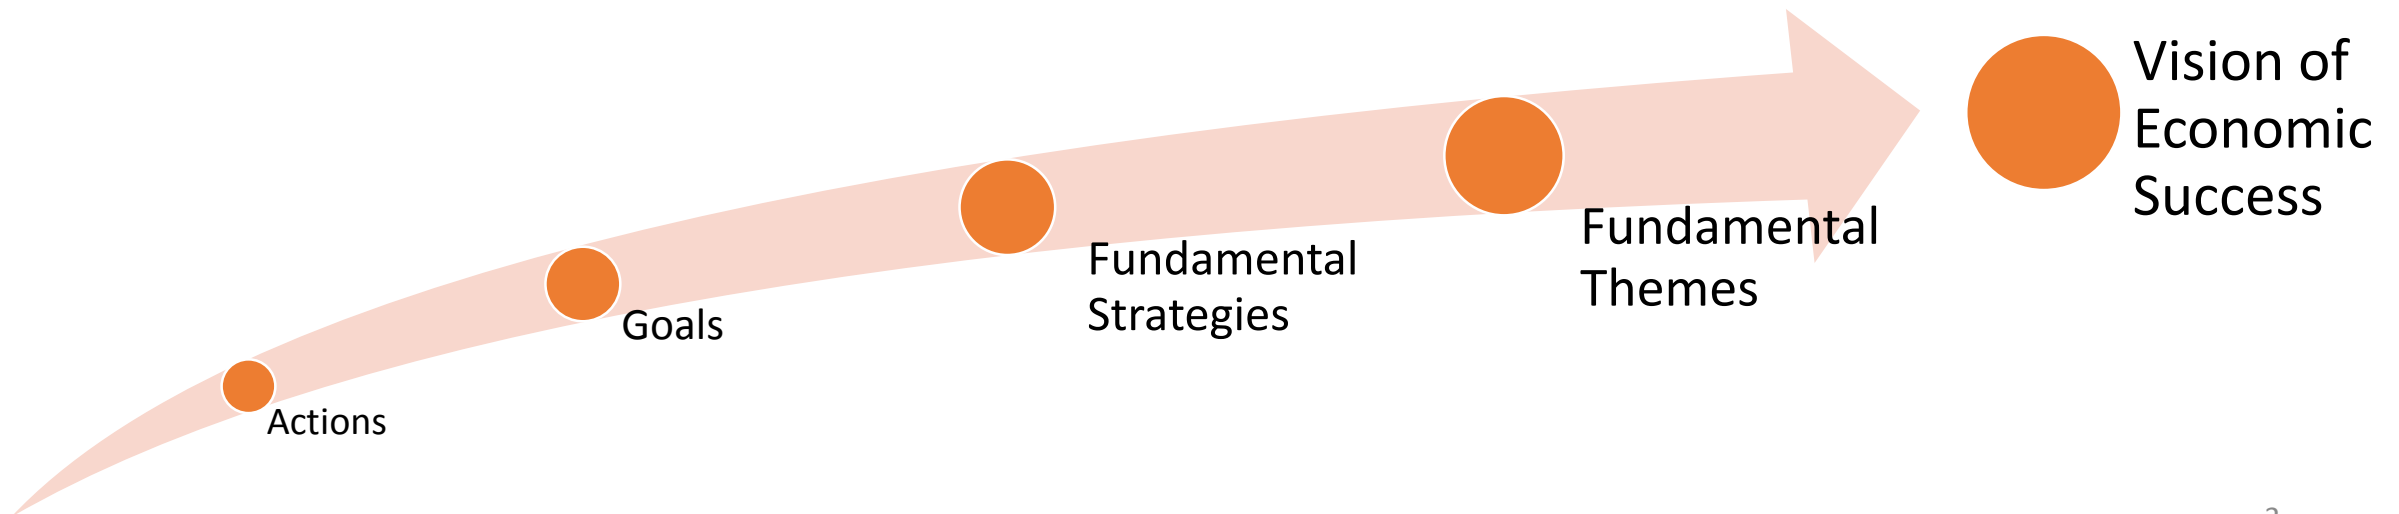 Vision of
Economic
Success
Fundamental
Themes
Fundamental
Strategies
Goals
Actions